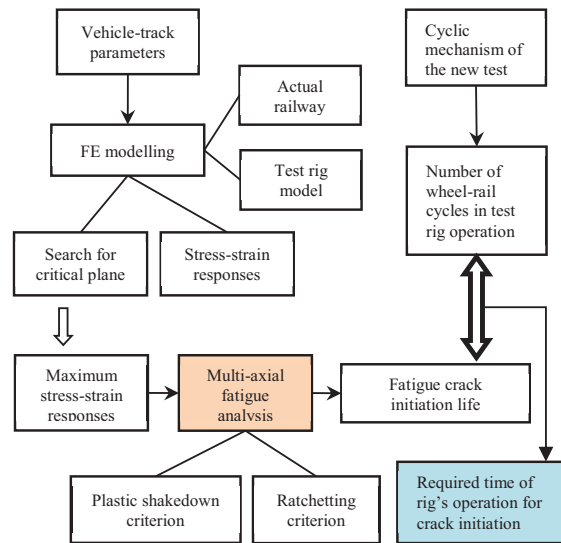 Vehicle-track
parameters
Cyclic
mechanism of
the new test
Actual
railway
FE modelling
Test rig
model
Number of
wheel-rail
cycles in test
rig operation
Search for
critical plane
Stress-strain
responses
Maximum
stress-strain
responses
Multi-axial
fatigue
analysis
Fatigue crack
initiation life
Plastic shakedown
criterion
Ratchetting
criterion
Required time of
rig's operation for
crack initiation